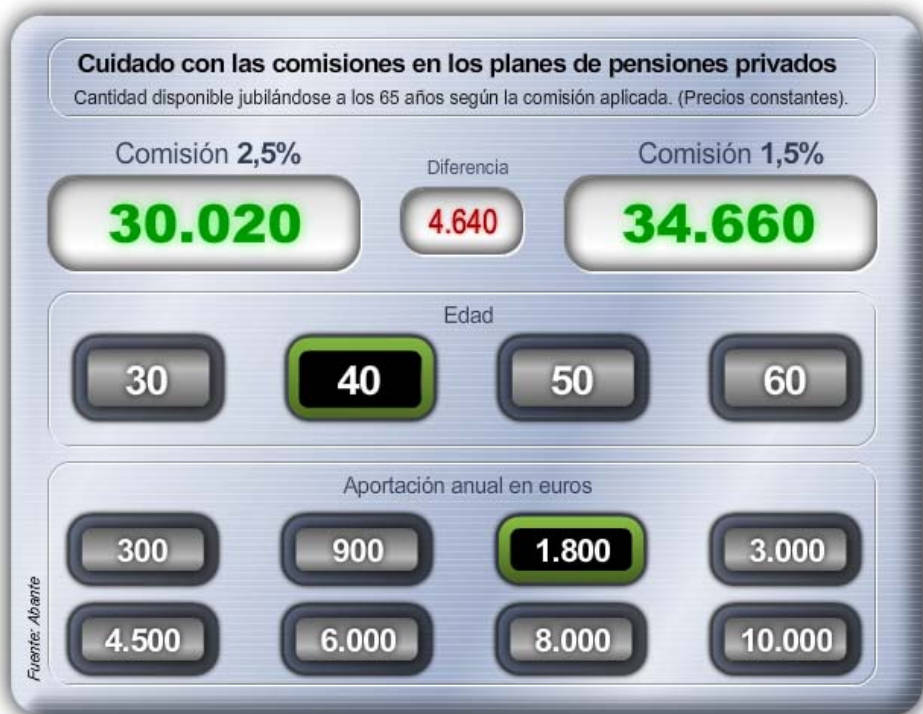 Cuidado con las comisiones en los planes de pensiones privados
Cantidad disponible jubilándose a los 65 años según la comisión aplicada. (Precios constantes).
Comisión 2,5%
Diferencia
Comisión 1,5%
30.020
4.640
34.660
Edad
30
40
50
60
Aportación anual en euros
300
900
1.800
3.000
4.500
6.000
8.000
10.000
Fuente: Abante